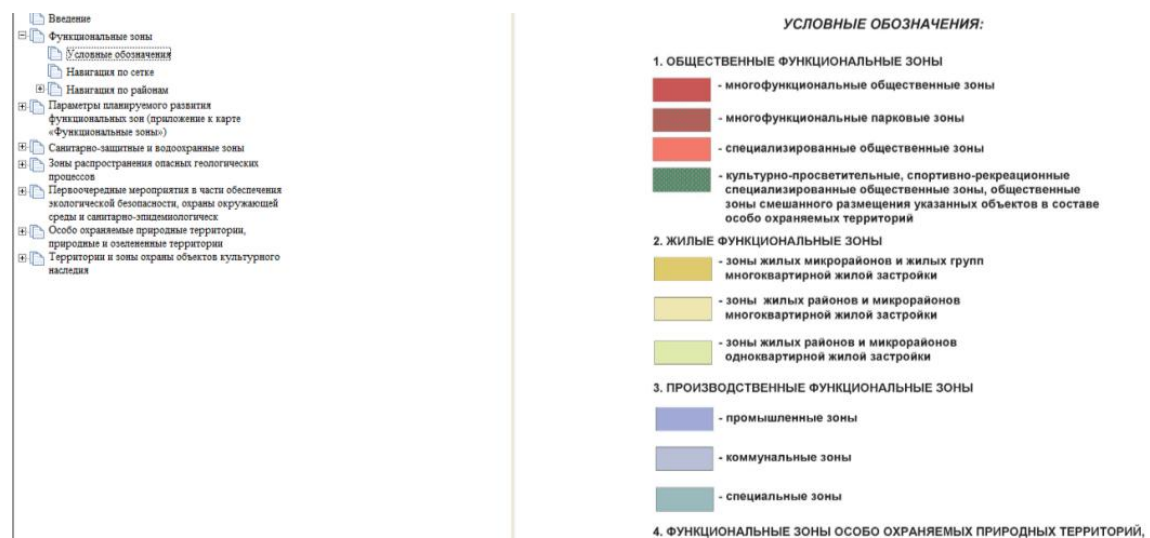 Введение
Функциональные зоны
Условные обозначения
Навигация по сетке
Навигация по районам
Параметры планируемого развития
функциональных зон (приложение к карте
«Функциональные зоны»)
Санитарно-защитные и водоохранные зоны
Зоны распространения опасных геологических
процессов
Первоочередные мероприятия в части обеспечения
экологической безопасности, охраны окружующей
среды и санитарно-эпидемиологическ
Особо охраняемые природные территории,
природные и озелененные территории
Территории и зоны охраны объектов культурного
наследия
УСЛОВНЫЕ ОБОЗНАЧЕНИЯ:
1. ОБЩЕСТВЕННЫЕ ФУНКЦИОНАЛЬНЫЕ ЗОНЫ
- многофункциональные общественные зоны
- многофункциональные парковые зоны
- специализированные общественные зоны
- культурно-просветительные, спортивно-рекреационные
специализированные общественные зоны, общественные
зоны смешанного размещения указанных объектов в составе
особо охраняемых территорий
2. ЖИЛЫЕ ФУНКЦИОНАЛЬНЫЕ ЗОНЫ
- зоны жилых микрорайонов и жилых групп
многоквартирной жилой застройки
- зоны жилых районов и микрорайонов
многоквартирной жилой застройки
- зоны жилых районов и микрорайонов
одноквартирной жилой застройки
3. ПРОИЗВОДСТВЕННЫЕ ФУНКЦИОНАЛЬНЫЕ ЗОНЫ
- промышленные зоны
- коммунальные зоны
- специальные зоны
4. ФУНКЦИОНАЛЬНЫЕ ЗОНЫ ОСОБО ОХРАНЯЕМЫХ ПРИРОДНЫХ ТЕРРИТОРИЙ,